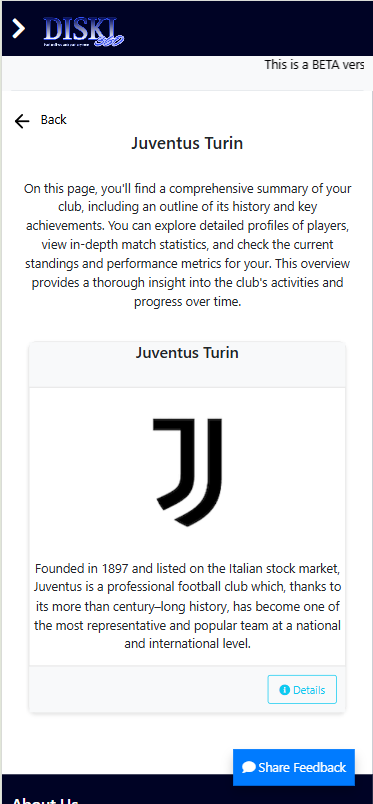 DISKI
This is a BETA vers
Back
Juventus Turin
On this page, you'll find a comprehensive summary of your
club, including an outline of its history and key
achievements. You can explore detailed profiles of players,
view in-depth match statistics, and check the current
standings and performance metrics for your. This overview
provides a thorough insight into the club's activities and
progress over time.
Juventus Turin
Founded in 1897 and listed on the Italian stock market,
Juventus is a professional football club which, thanks to
its more than century–long history, has become one of
the most representative and popular team at a national
and international level.
Details
Share Feedback
About Us